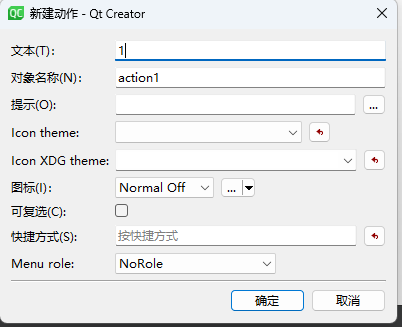 QC 新建动作 - Qt Creator
文本(T): 1
对象名称(N): action1
提示(O): ...
Icon theme:
Icon XDG theme:
图标(I): Normal Off ...
可复选(C):
快捷方式(S): 按快捷方式
Menu role: NoRole
确定 取消